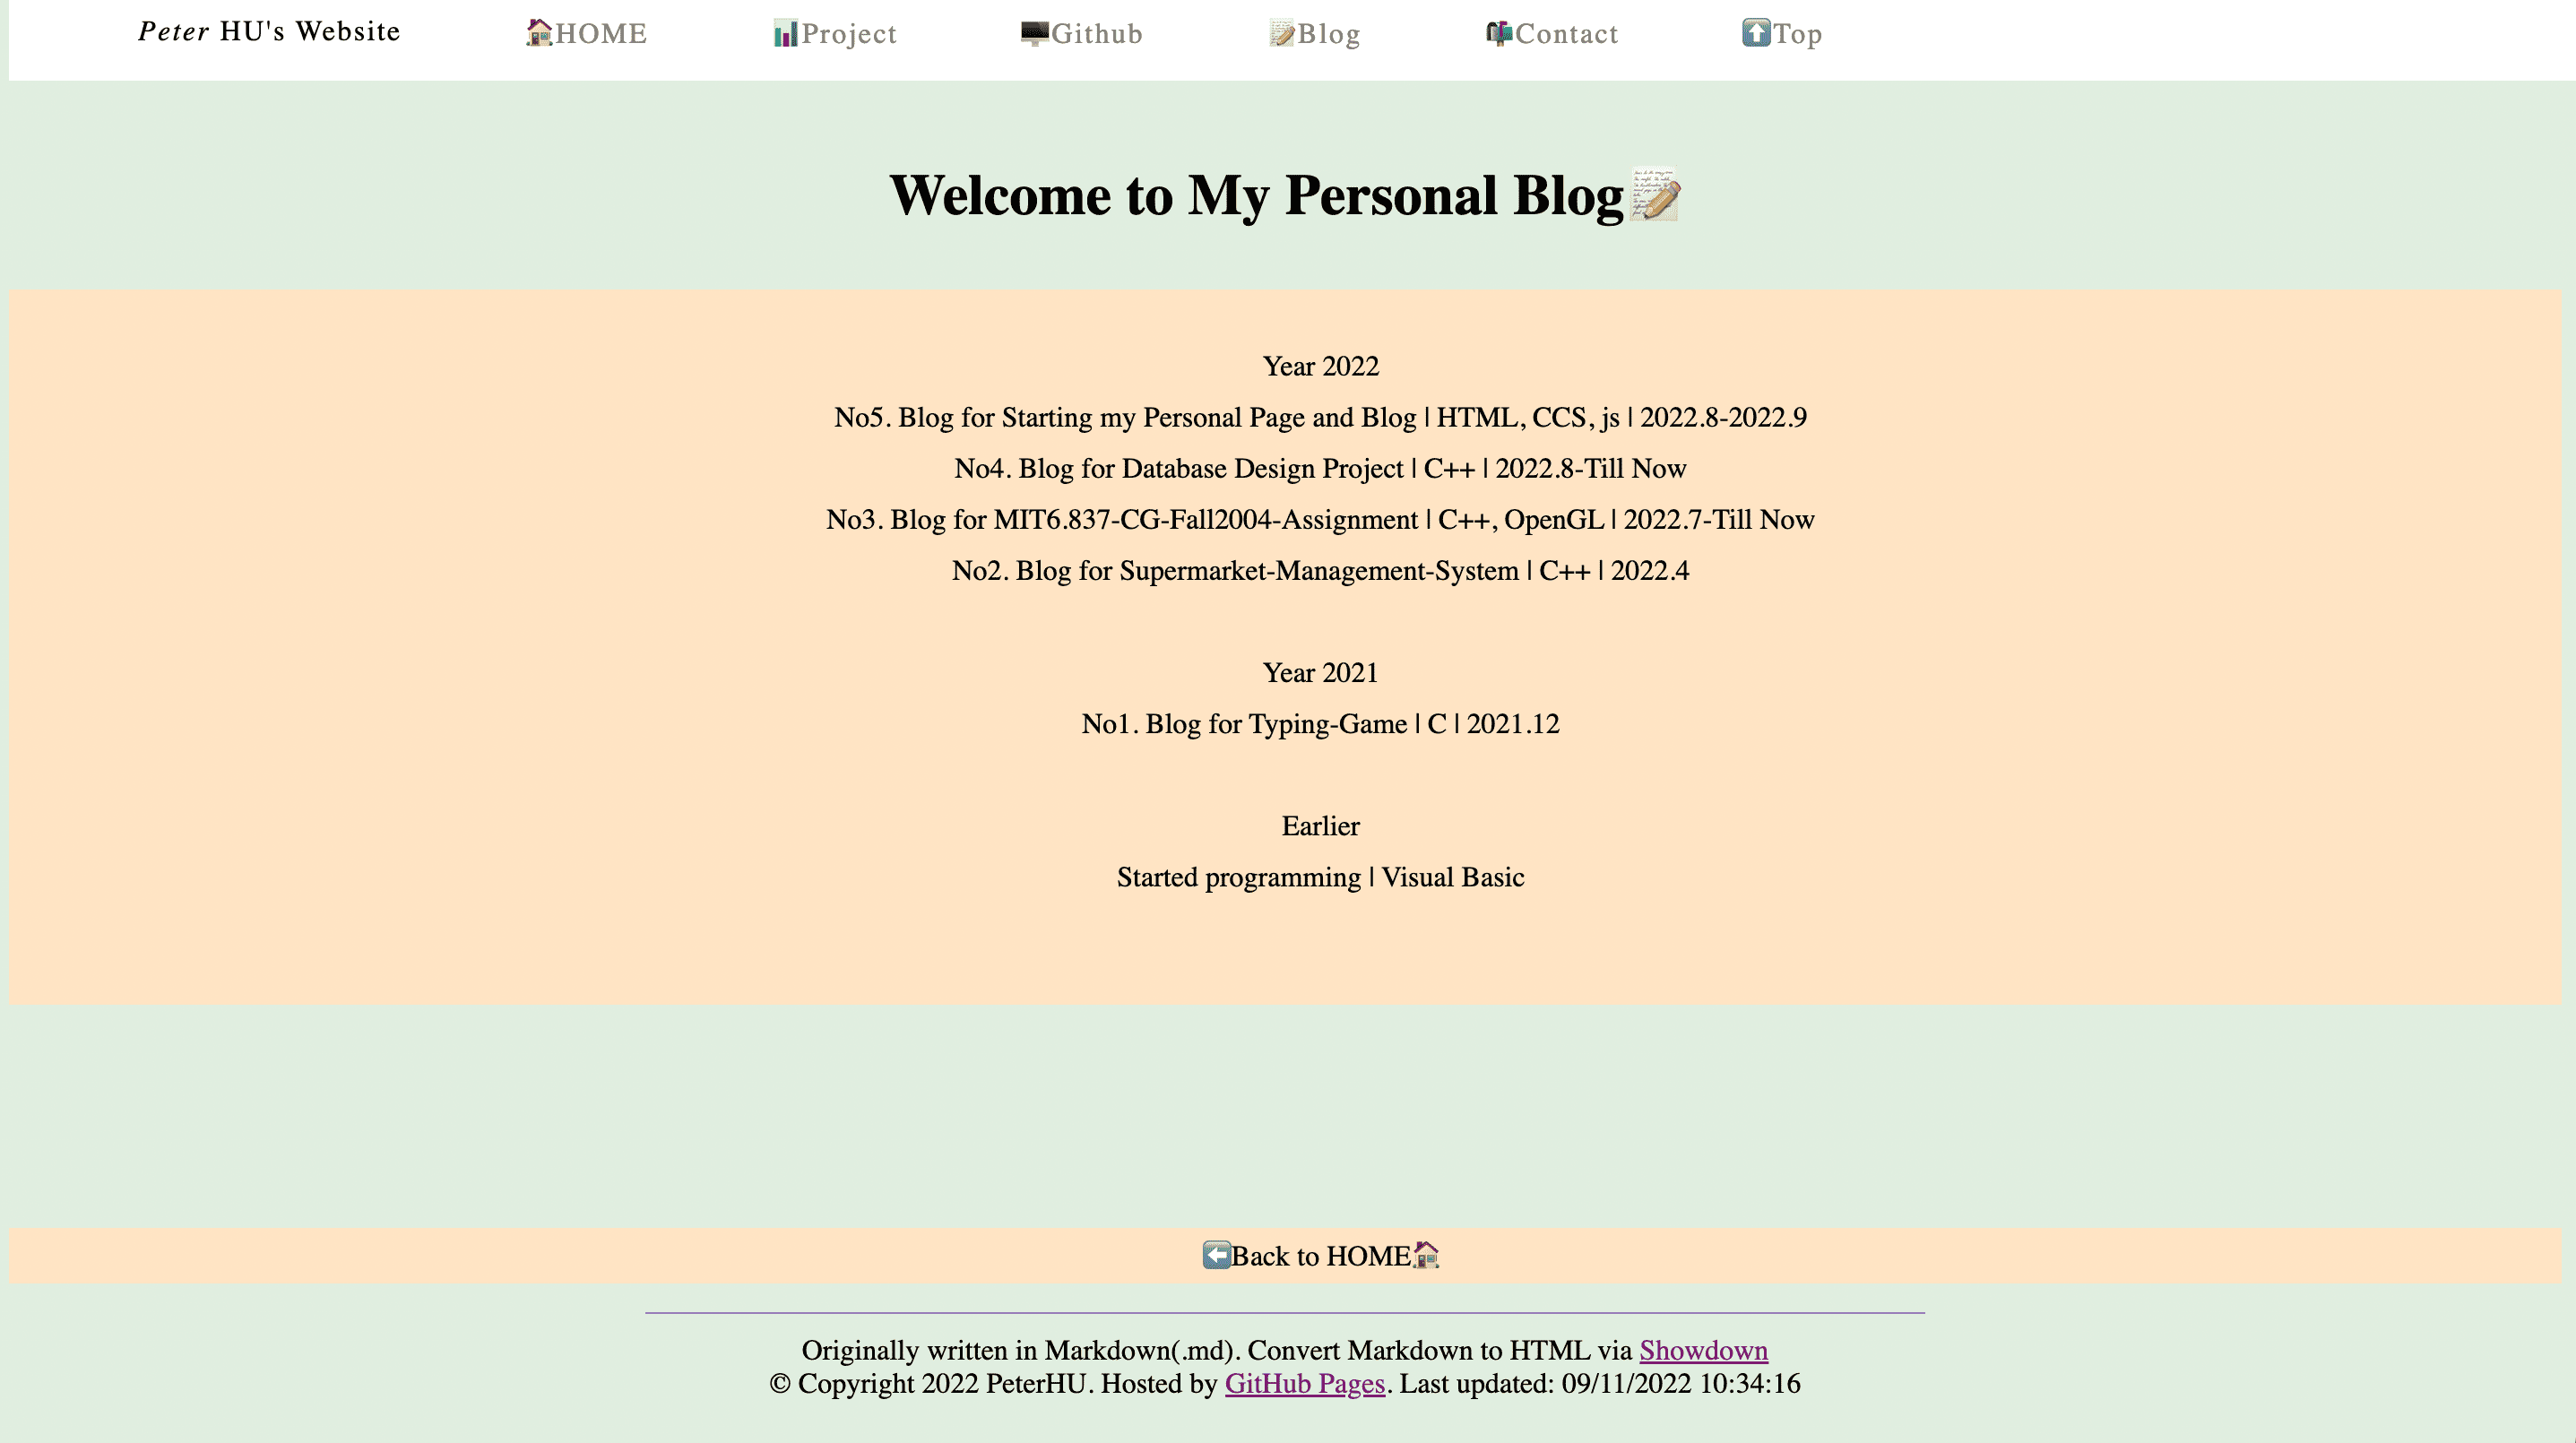 Peter HU's Website 🏠HOME 📊Project 🖥Github 📝Blog 📬Contact ⬆Top
Welcome to My Personal Blog📝
Year 2022
No5. Blog for Starting my Personal Page and Blog | HTML, CCS, js | 2022.8-2022.9
No4. Blog for Database Design Project | C++ | 2022.8-Till Now
No3. Blog for MIT6.837-CG-Fall2004-Assignment | C++, OpenGL | 2022.7-Till Now
No2. Blog for Supermarket-Management-System | C++ | 2022.4
Year 2021
No1. Blog for Typing-Game | C | 2021.12
Earlier
Started programming | Visual Basic
⬅Back to HOME🏠
Originally written in Markdown(.md). Convert Markdown to HTML via Showdown
© Copyright 2022 PeterHU. Hosted by GitHub Pages. Last updated: 09/11/2022 10:34:16